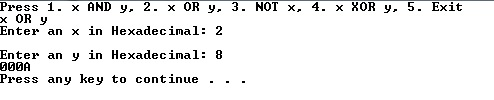 Press 1. x AND y, 2. x OR y, 3. NOT x, 4. x XOR y, 5. Exit
x OR y
Enter an x in Hexadecimal: 2
Enter an y in Hexadecimal: 8
000A
Press any key to continue . . .